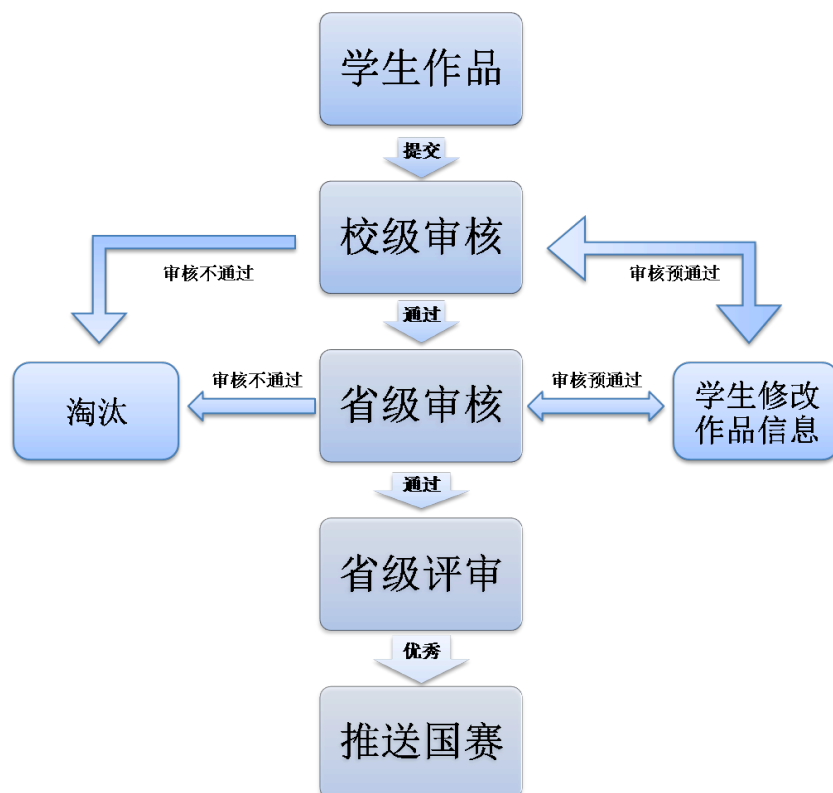 学生作品
提交
校级审核
审核不通过
审核预通过
通过
审核不通过
审核预通过
淘汰
省级审核
学生修改
作品信息
通过
省级评审
优秀
推送国赛